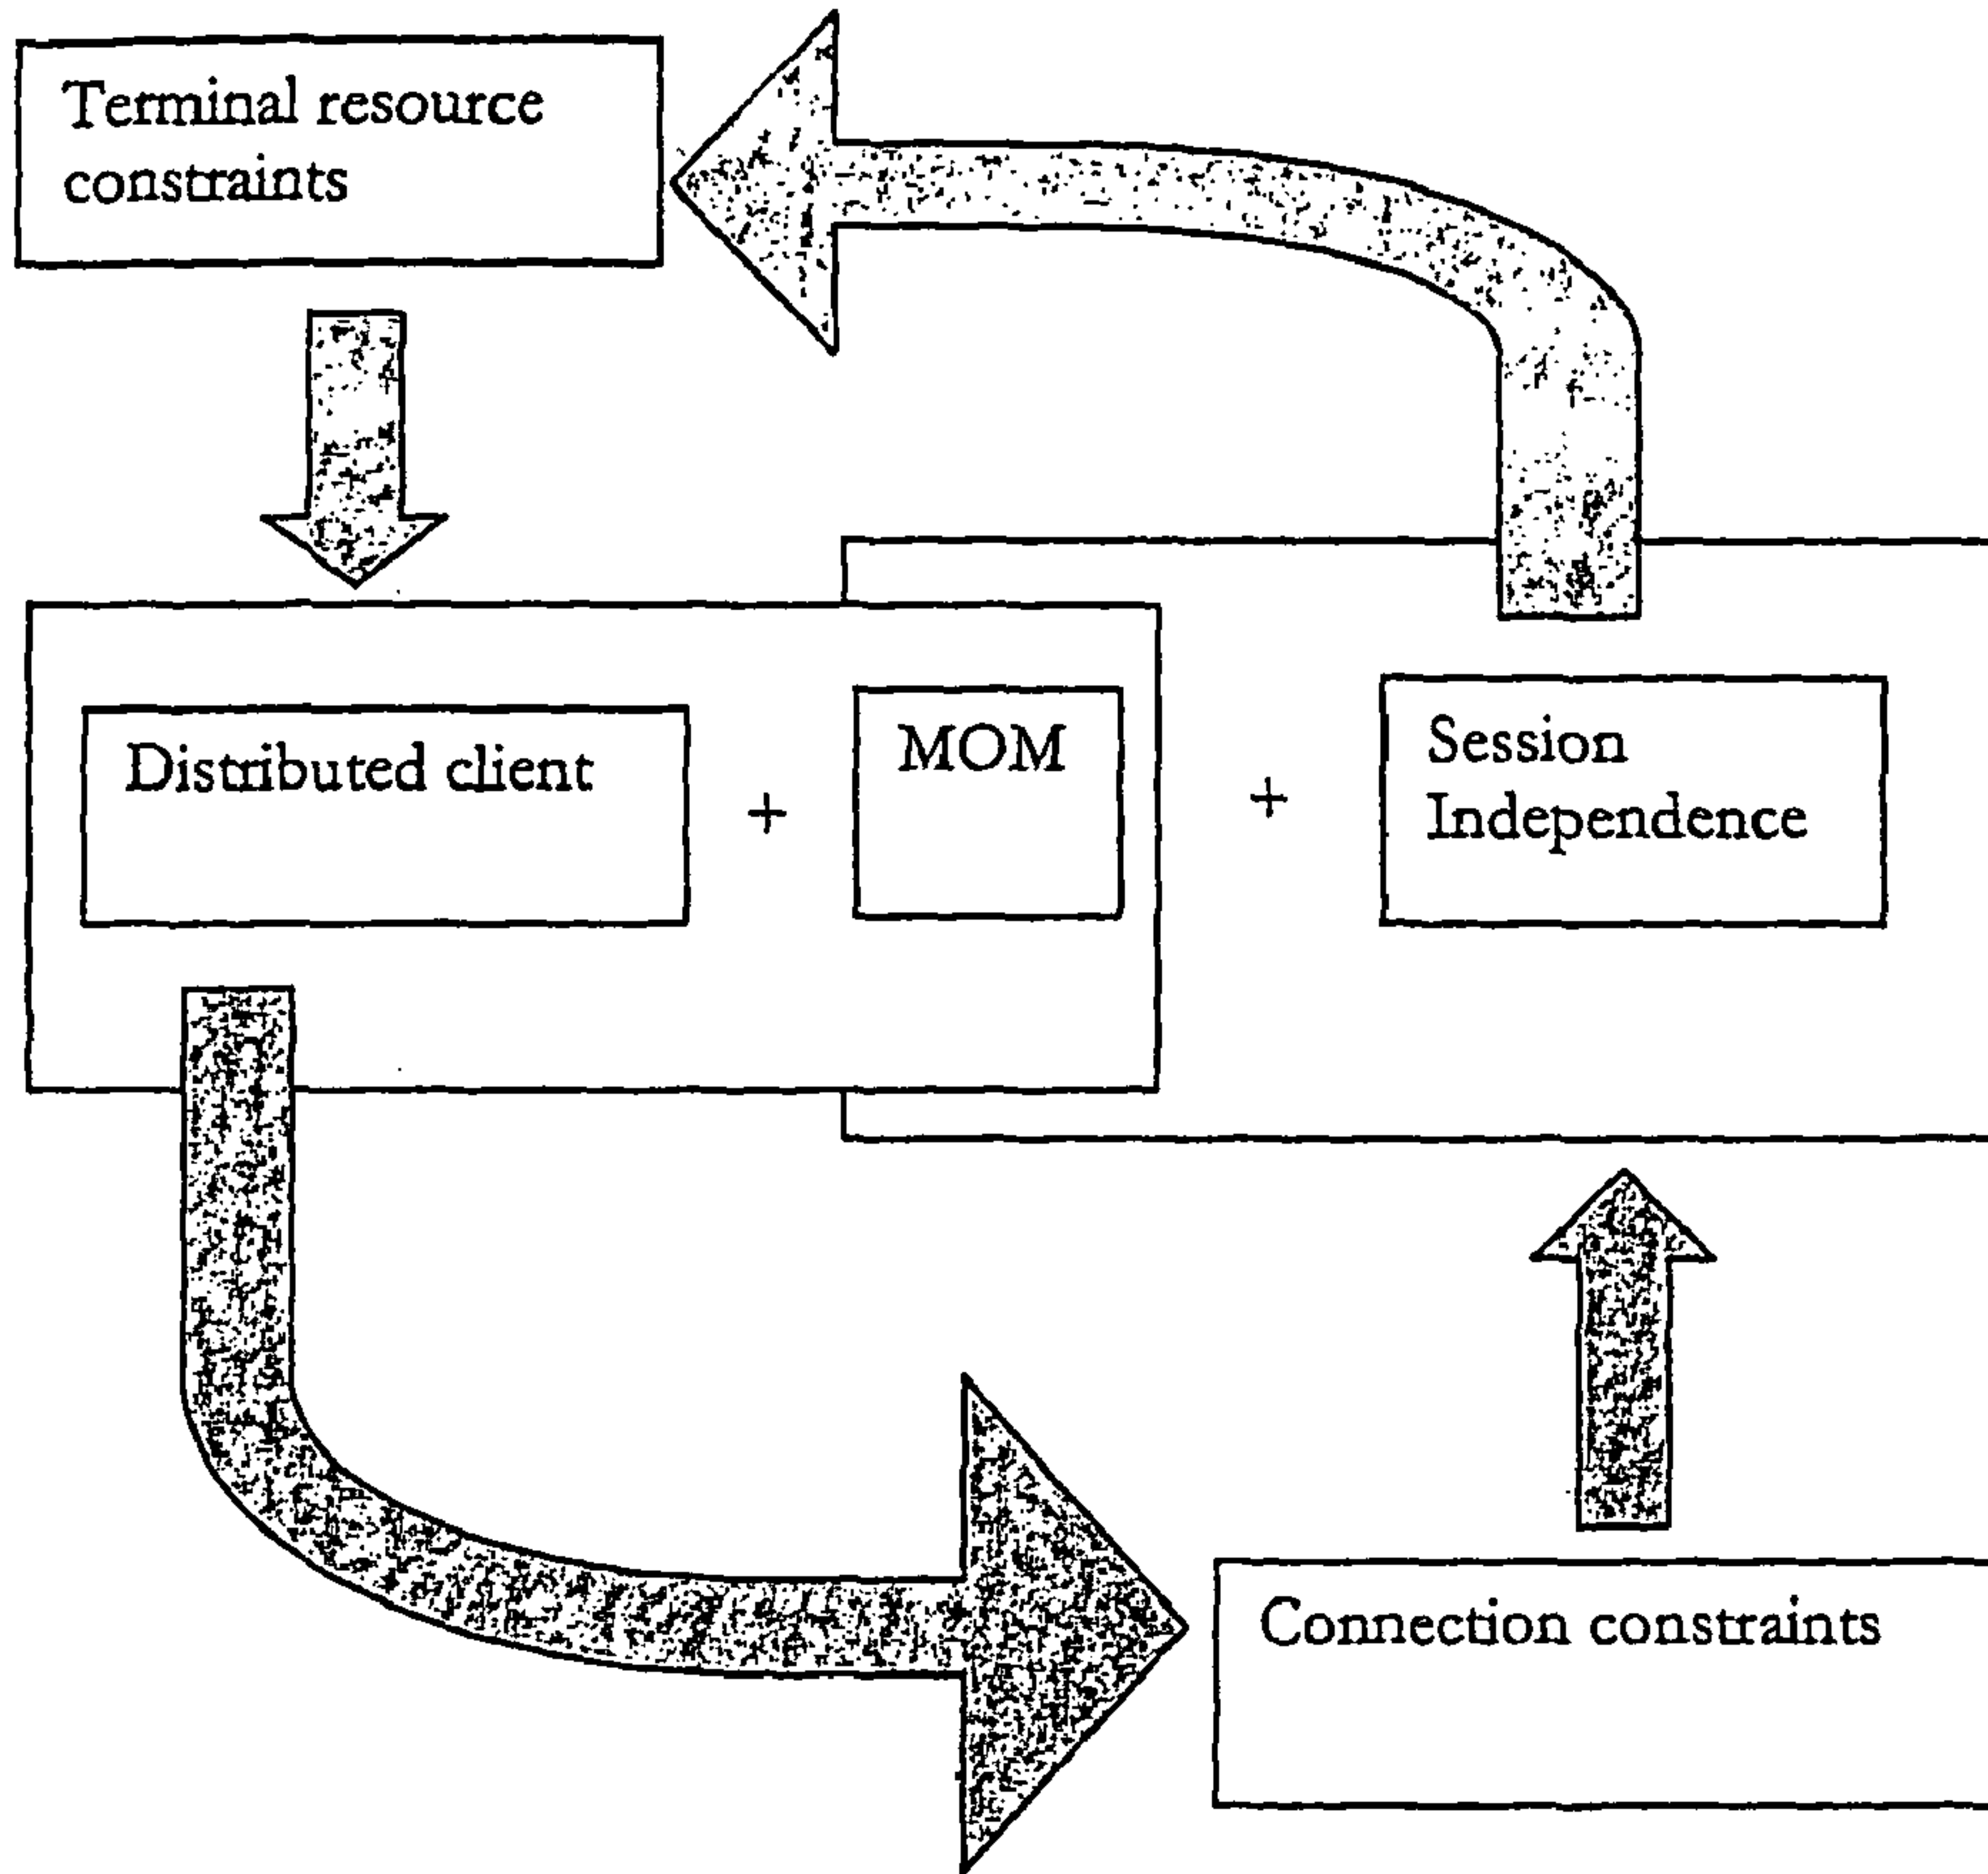 Terminal resource
constraints
Distributed client
+
MOM
+
Session
Independence
Connection constraints